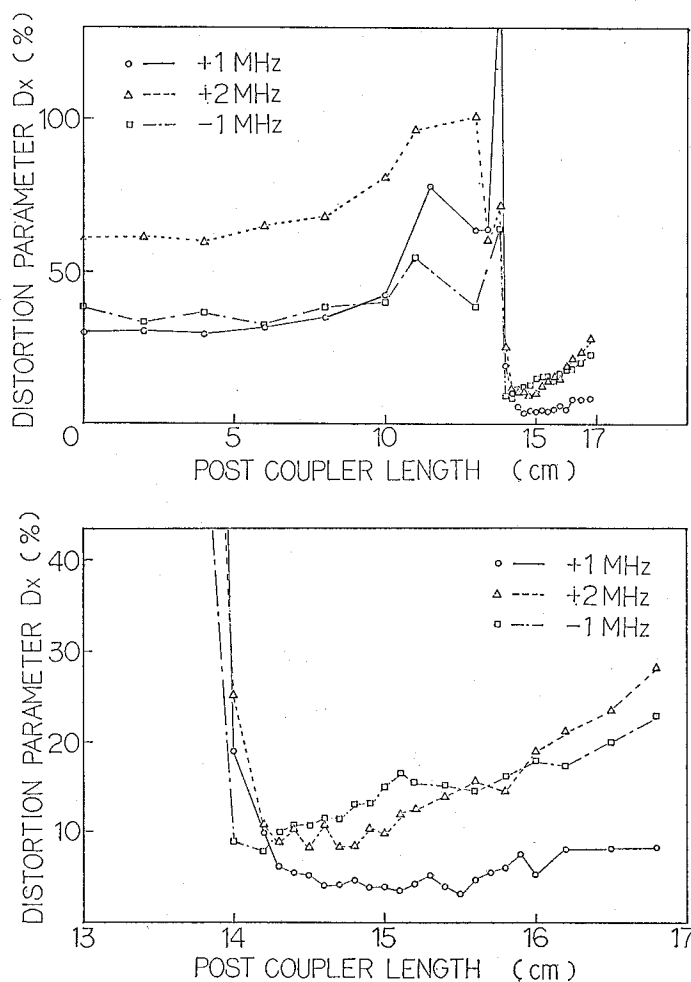 DISTORTION PARAMETER Dx (%)
100
50
0
+1 MHz
+2 MHz
-1 MHz
5
10
15
17
POST COUPLER LENGTH (cm)
DISTORTION PARAMETER Dx (%)
40
30
20
10
+1 MHz
+2 MHz
-1 MHz
13
14
15
16
17
POST COUPLER LENGTH (cm)